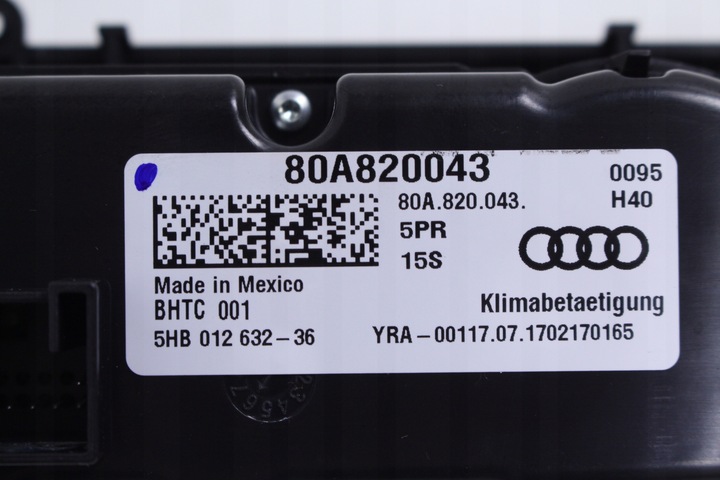 80A820043
0095
80A.820.043.
H40
5PR
15S
Made in Mexico
BHTC 001
Klimabetaetigung
5HB 012 632-36
YRA-00117.07.1702170165